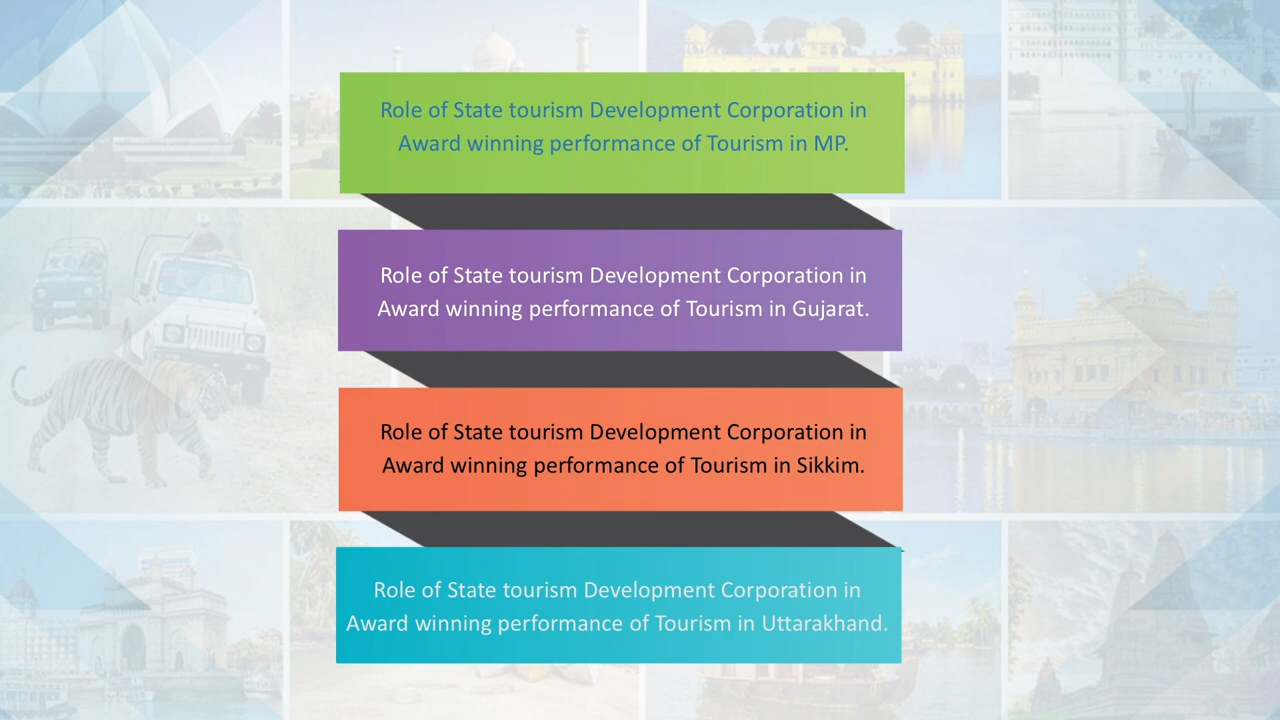 Role of State tourism Development Corporation in
Award winning performance of Tourism in MP.
Role of State tourism Development Corporation in
Award winning performance of Tourism in Gujarat.
Role of State tourism Development Corporation in
Award winning performance of Tourism in Sikkim.
Role of State tourism Development Corporation in
Award winning performance of Tourism in Uttarakhand.